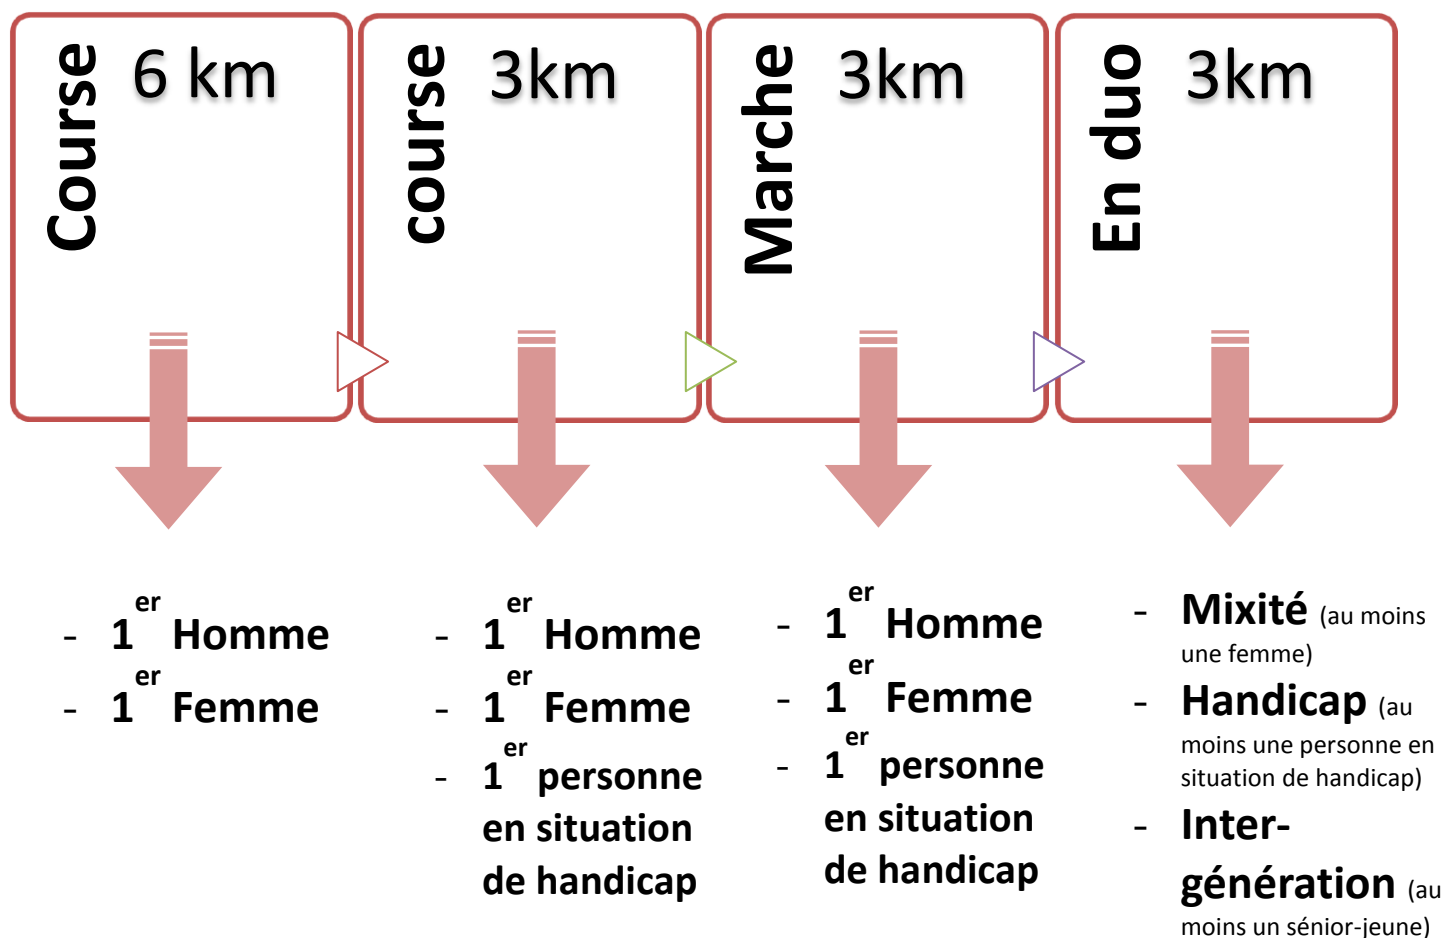 Course
6 km
course
3km
Marche
3km
En duo
3km
- 1er Homme
- 1er Femme
- 1er Homme
- 1er Femme
- 1er personne
en situation
de handicap
- 1er Homme
- 1er Femme
- 1er personne
en situation
de handicap
- Mixité (au moins
une femme)
- Handicap (au
moins une personne en
situation de handicap)
- Inter-
génération (au
moins un sénior-jeune)